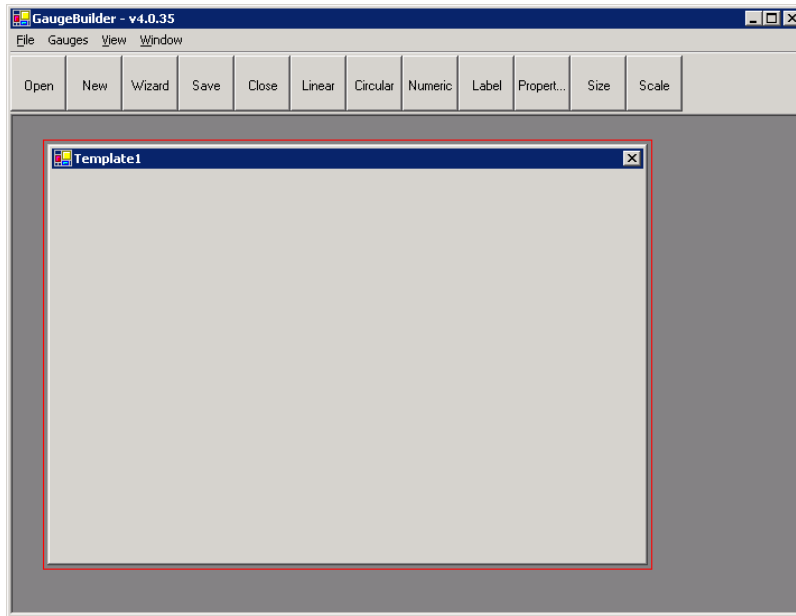 GaugeBuilder - v4.0.35
File Gauges View Window
Open New Wizard Save Close Linear Circular Numeric Label Propert... Size Scale
Template1